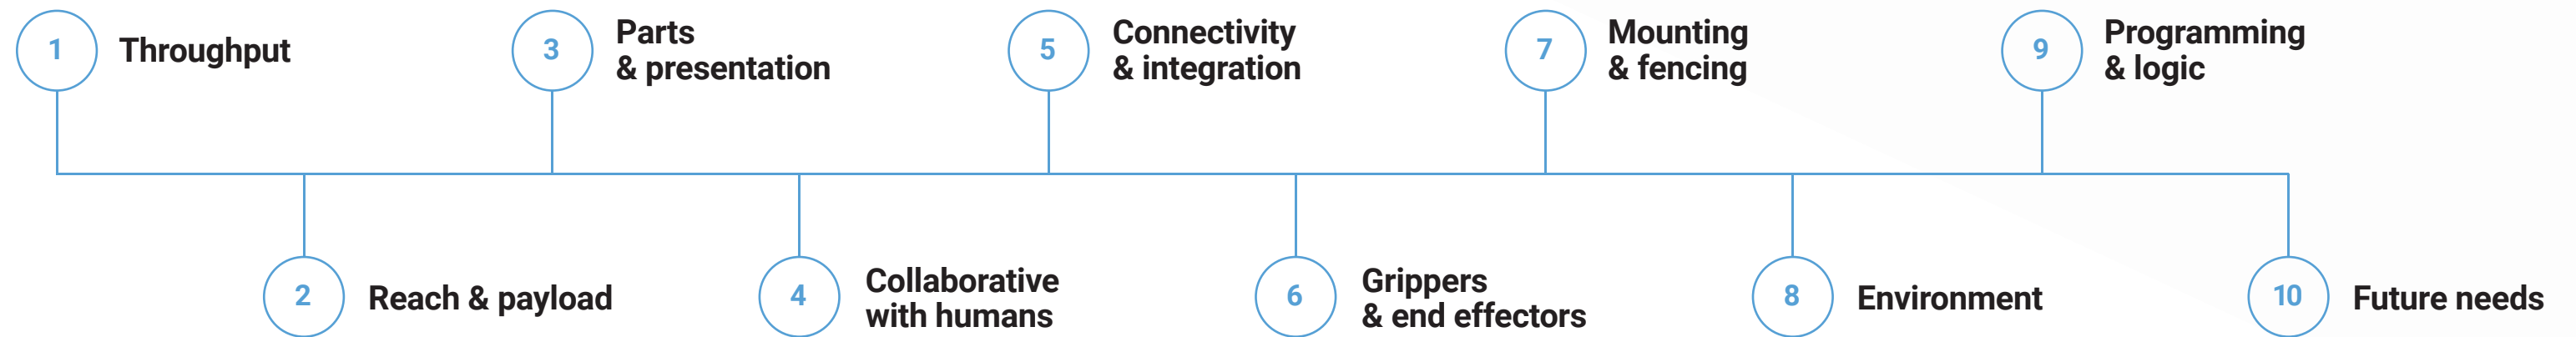 1
Throughput
2
Reach & payload
3
Parts
& presentation
4
Collaborative
with humans
5
Connectivity
& integration
6
Grippers
& end effectors
7
Mounting
& fencing
8
Environment
9
Programming
& logic
10
Future needs